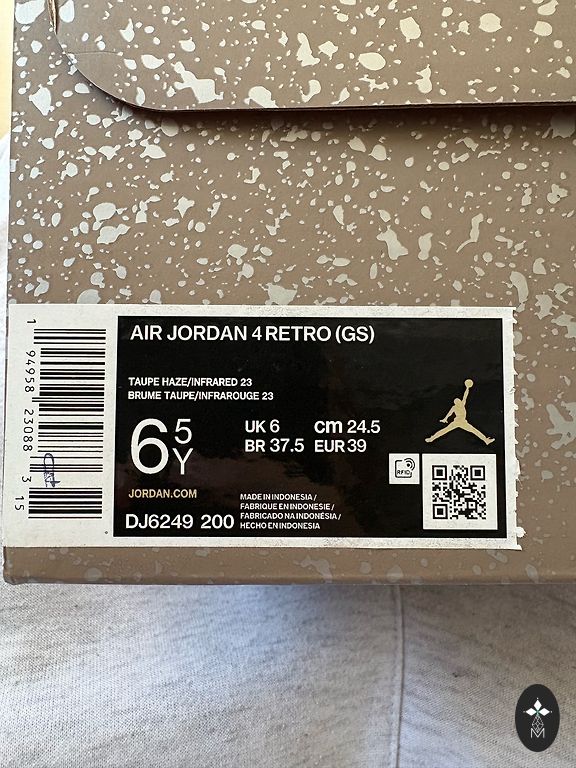 AIR JORDAN 4 RETRO (GS)
TAUPE HAZE/INFRARED 23
BRUME TAUPE/INFRAROUGE 23
6 5 Y
UK 6 cm 24.5
BR 37.5 EUR 39
RFID
JORDAN.COM
DJ6249 200
MADE IN INDONESIA /
FABRIQUE EN INDONESIE /
FABRICADO NA INDONÉSIA /
HECHO EN INDONESIA
1 94958 23088 3 15
M